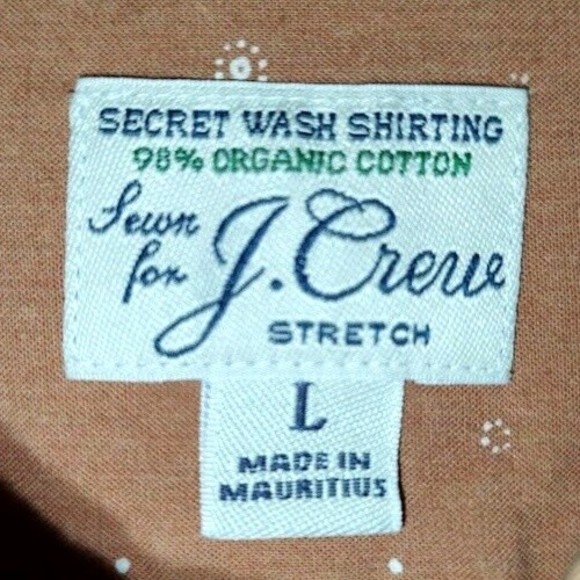 SECRET WASH SHIRTING
98% ORGANIC COTTON
Sewn
for J.Crew
STRETCH
L
MADE IN
MAURITIUS